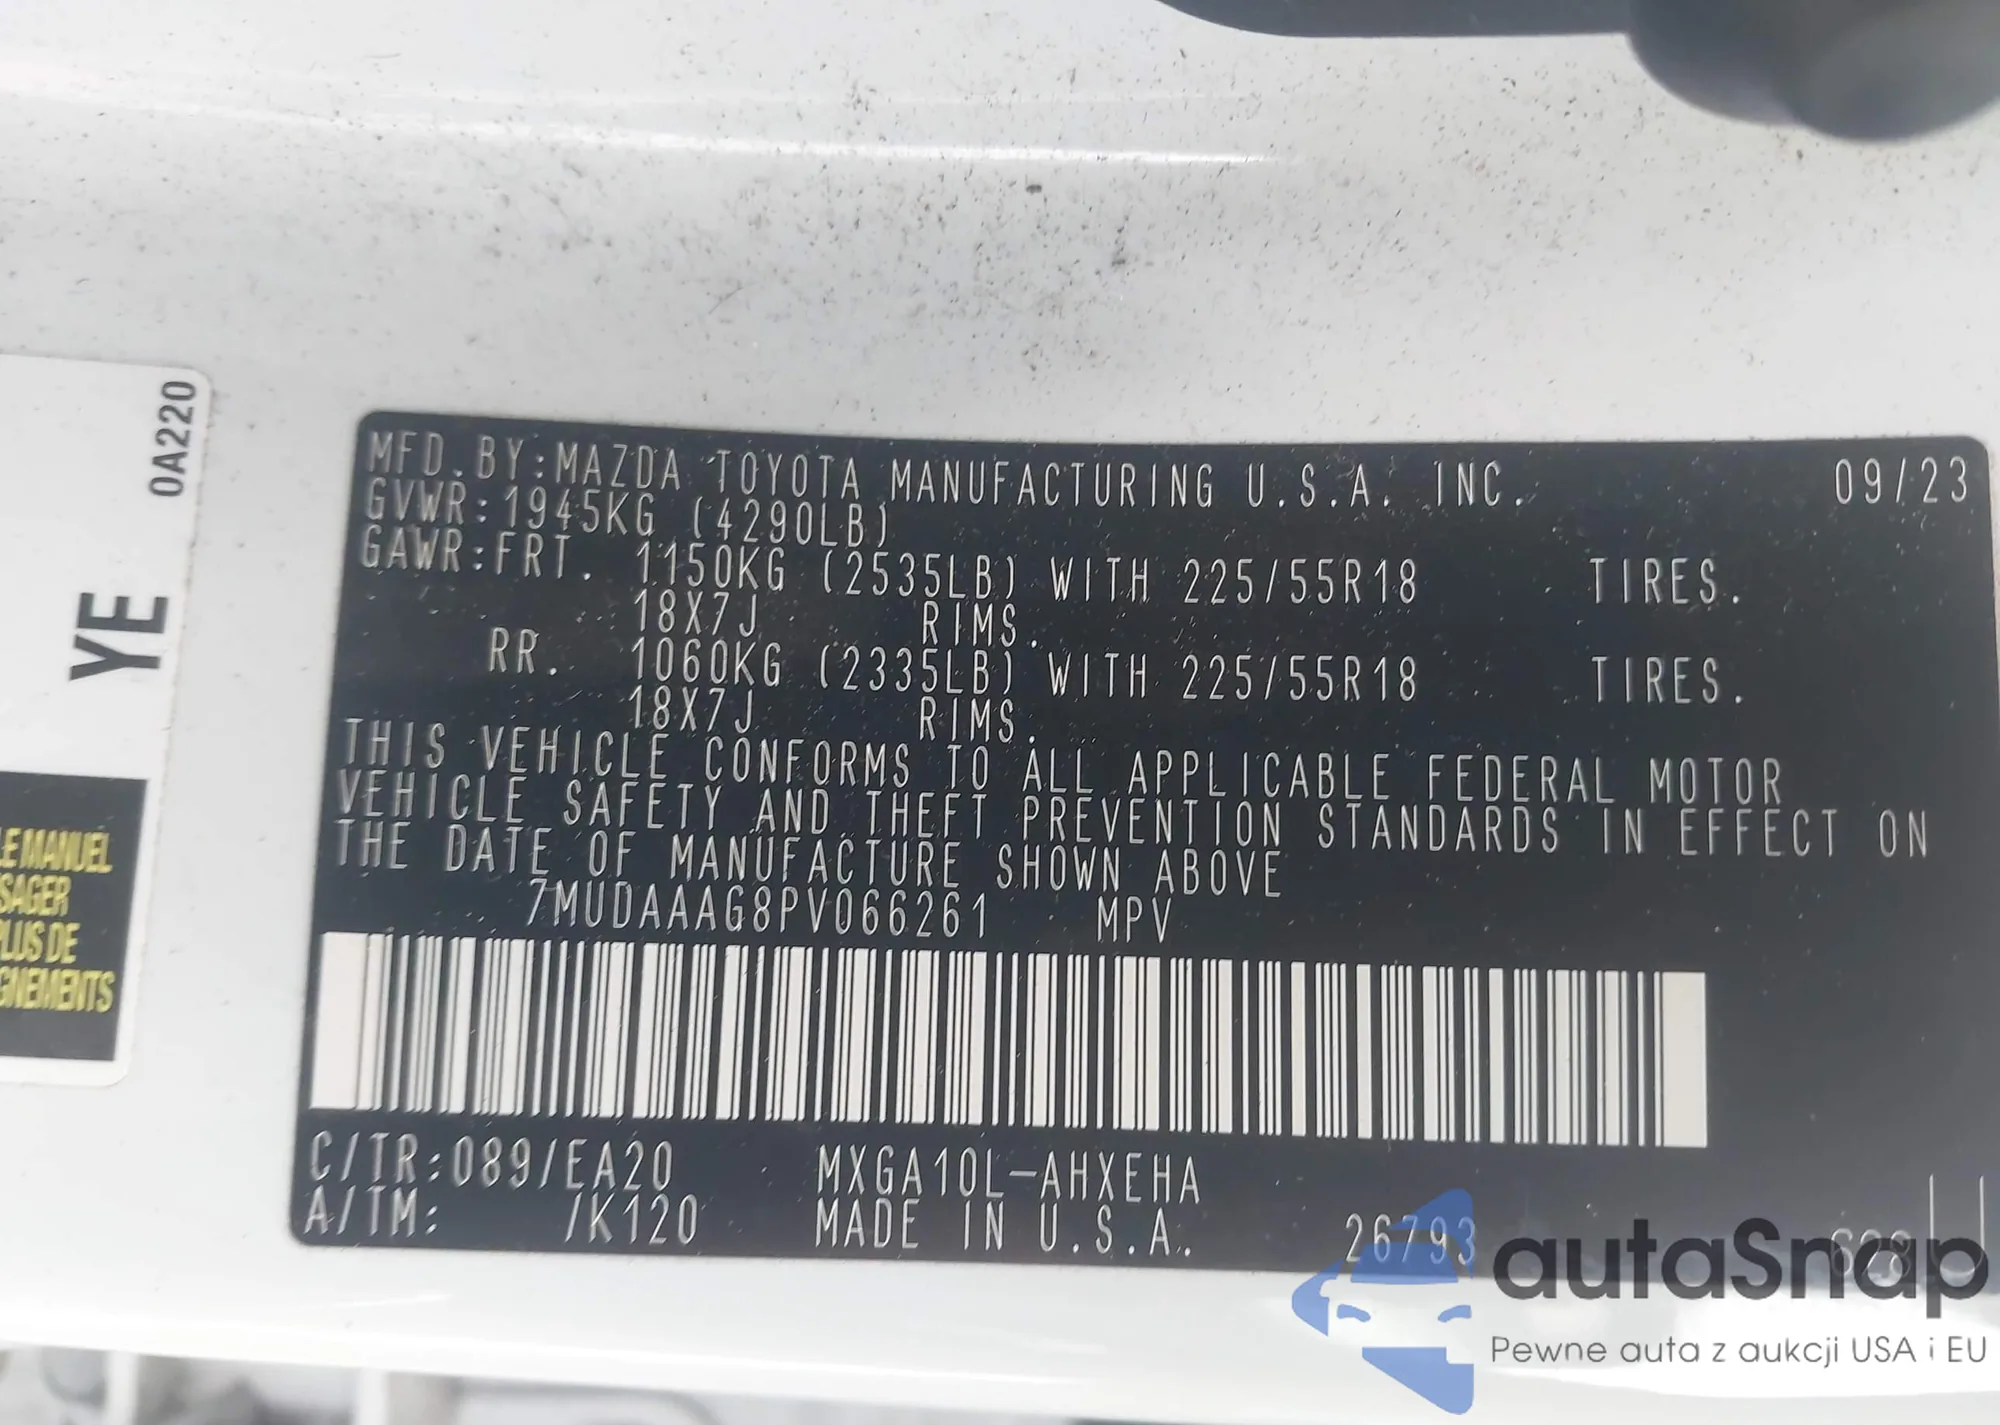 0A220
YE
LE MANUEL
SAGER
PLUS DE
GNEMENTS
MFD.BY:MAZDA TOYOTA MANUFACTURING U.S.A. INC. 09/23
GVWR:1945KG (4290LB)
GAWR:FRT. 1150KG (2535LB) WITH 225/55R18 TIRES.
18X7J RIMS.
RR. 1060KG (2335LB) WITH 225/55R18 TIRES.
18X7J RIMS.
THIS VEHICLE CONFORMS TO ALL APPLICABLE FEDERAL MOTOR
VEHICLE SAFETY AND THEFT PREVENTION STANDARDS IN EFFECT ON
THE DATE OF MANUFACTURE SHOWN ABOVE
7MUDAAAG8PV066261 MPV
C/TR:089/EA20 MXGA10L-AHXEHA
A/TM: /K120 MADE IN U.S.A. 26793 628
autaSnap
Pewne auta z aukcji USA i EU